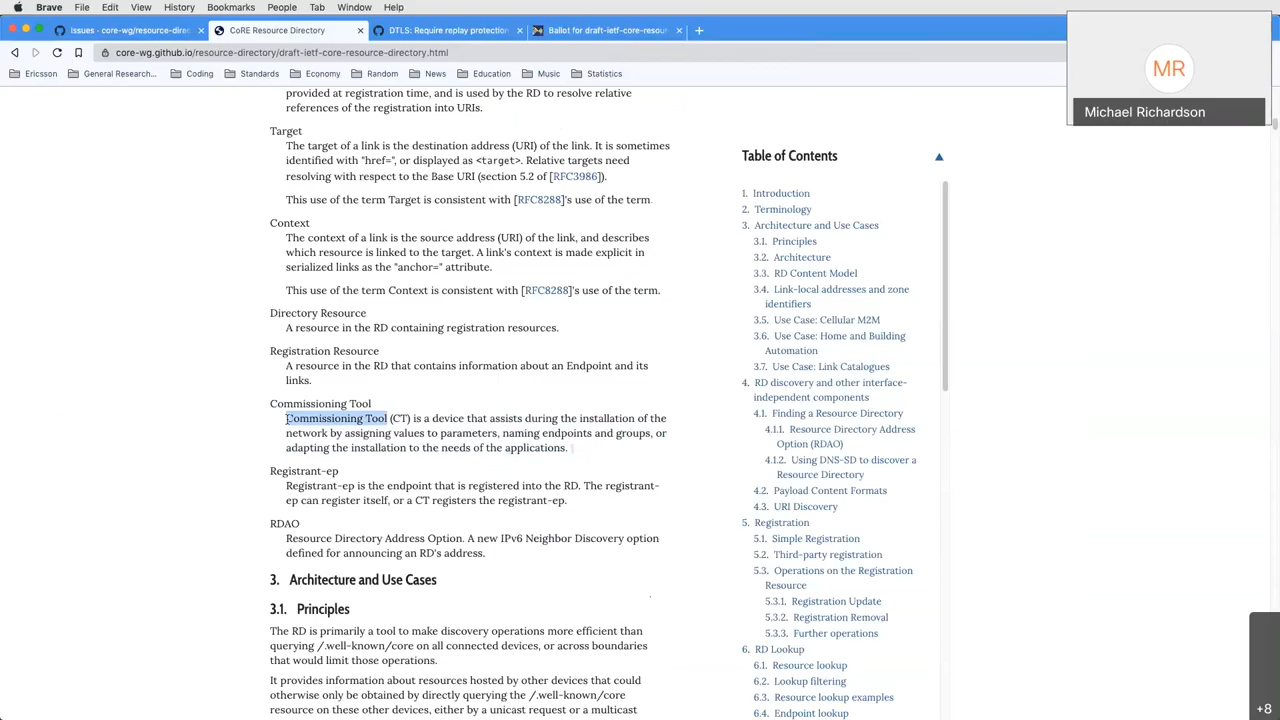 Brave File Edit View History Bookmarks People Tab Window Help
Issues · core-wg/resource-direc
CoRE Resource Directory
DTLS: Require replay protection
Ballot for draft-ietf-core-resour
core-wg.github.io/resource-directory/draft-ietf-core-resource-directory.html
Ericsson General Research... Coding Standards Economy Random News Education Music Statistics
MR
Michael Richardson
provided at registration time, and is used by the RD to resolve relative
references of the registration into URIs.
Target
The target of a link is the destination address (URI) of the link. It is sometimes
identified with "href=", or displayed as <target>. Relative targets need
resolving with respect to the Base URI (section 5.2 of [RFC3986]).
This use of the term Target is consistent with [RFC8288]'s use of the term.
Context
The context of a link is the source address (URI) of the link, and describes
which resource is linked to the target. A link's context is made explicit in
serialized links as the "anchor=" attribute.
This use of the term Context is consistent with [RFC8288]'s use of the term.
Directory Resource
A resource in the RD containing registration resources.
Registration Resource
A resource in the RD that contains information about an Endpoint and its
links.
Commissioning Tool
Commissioning Tool (CT) is a device that assists during the installation of the
network by assigning values to parameters, naming endpoints and groups, or
adapting the installation to the needs of the applications.
Registrant-ep
Registrant-ep is the endpoint that is registered into the RD. The registrant-
ep can register itself, or a CT registers the registrant-ep.
RDAO
Resource Directory Address Option. A new IPv6 Neighbor Discovery option
defined for announcing an RD's address.
3. Architecture and Use Cases
3.1. Principles
The RD is primarily a tool to make discovery operations more efficient than
querying /.well-known/core on all connected devices, or across boundaries
that would limit those operations.
It provides information about resources hosted by other devices that could
otherwise only be obtained by directly querying the /.well-known/core
resource on these other devices, either by a unicast request or a multicast
Table of Contents
1. Introduction
2. Terminology
3. Architecture and Use Cases
3.1. Principles
3.2. Architecture
3.3. RD Content Model
3.4. Link-local addresses and zone
identifiers
3.5. Use Case: Cellular M2M
3.6. Use Case: Home and Building
Automation
3.7. Use Case: Link Catalogues
4. RD discovery and other interface-
independent components
4.1. Finding a Resource Directory
4.1.1. Resource Directory Address
Option (RDAO)
4.1.2. Using DNS-SD to discover a
Resource Directory
4.2. Payload Content Formats
4.3. URI Discovery
5. Registration
5.1. Simple Registration
5.2. Third-party registration
5.3. Operations on the Registration
Resource
5.3.1. Registration Update
5.3.2. Registration Removal
5.3.3. Further operations
6. RD Lookup
6.1. Resource lookup
6.2. Lookup filtering
6.3. Resource lookup examples
6.4. Endpoint lookup
+8